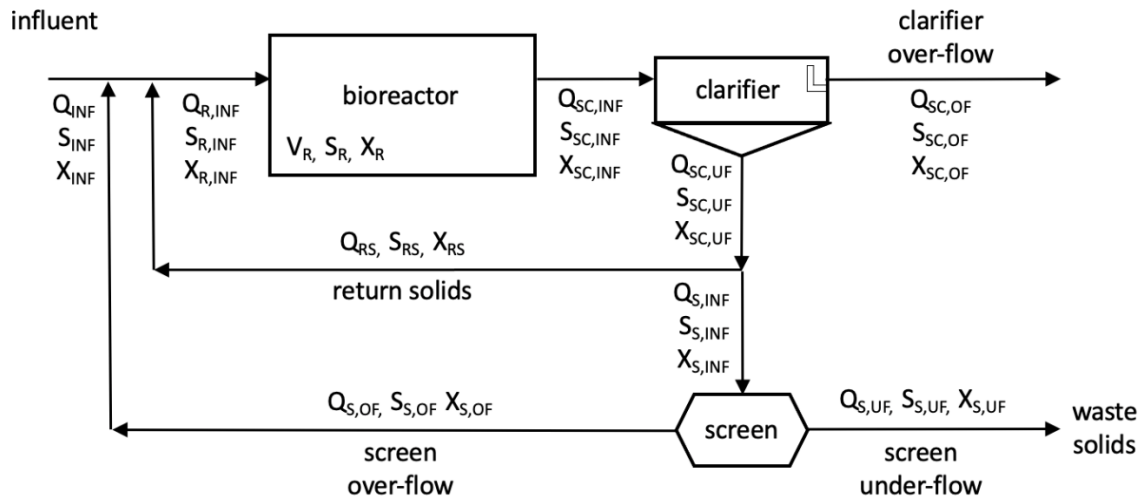 influent
Q_INF
S_INF
X_INF
Q_R,INF
S_R,INF
X_R,INF
bioreactor
V_R, S_R, X_R
Q_SC,INF
S_SC,INF
X_SC,INF
clarifier
clarifier
over-flow
Q_SC,OF
S_SC,OF
X_SC,OF
Q_SC,UF
S_SC,UF
X_SC,UF
Q_RS, S_RS, X_RS
return solids
Q_S,INF
S_S,INF
X_S,INF
Q_S,OF, S_S,OF X_S,OF
screen
over-flow
screen
Q_S,UF, S_S,UF, X_S,UF
screen
under-flow
waste
solids